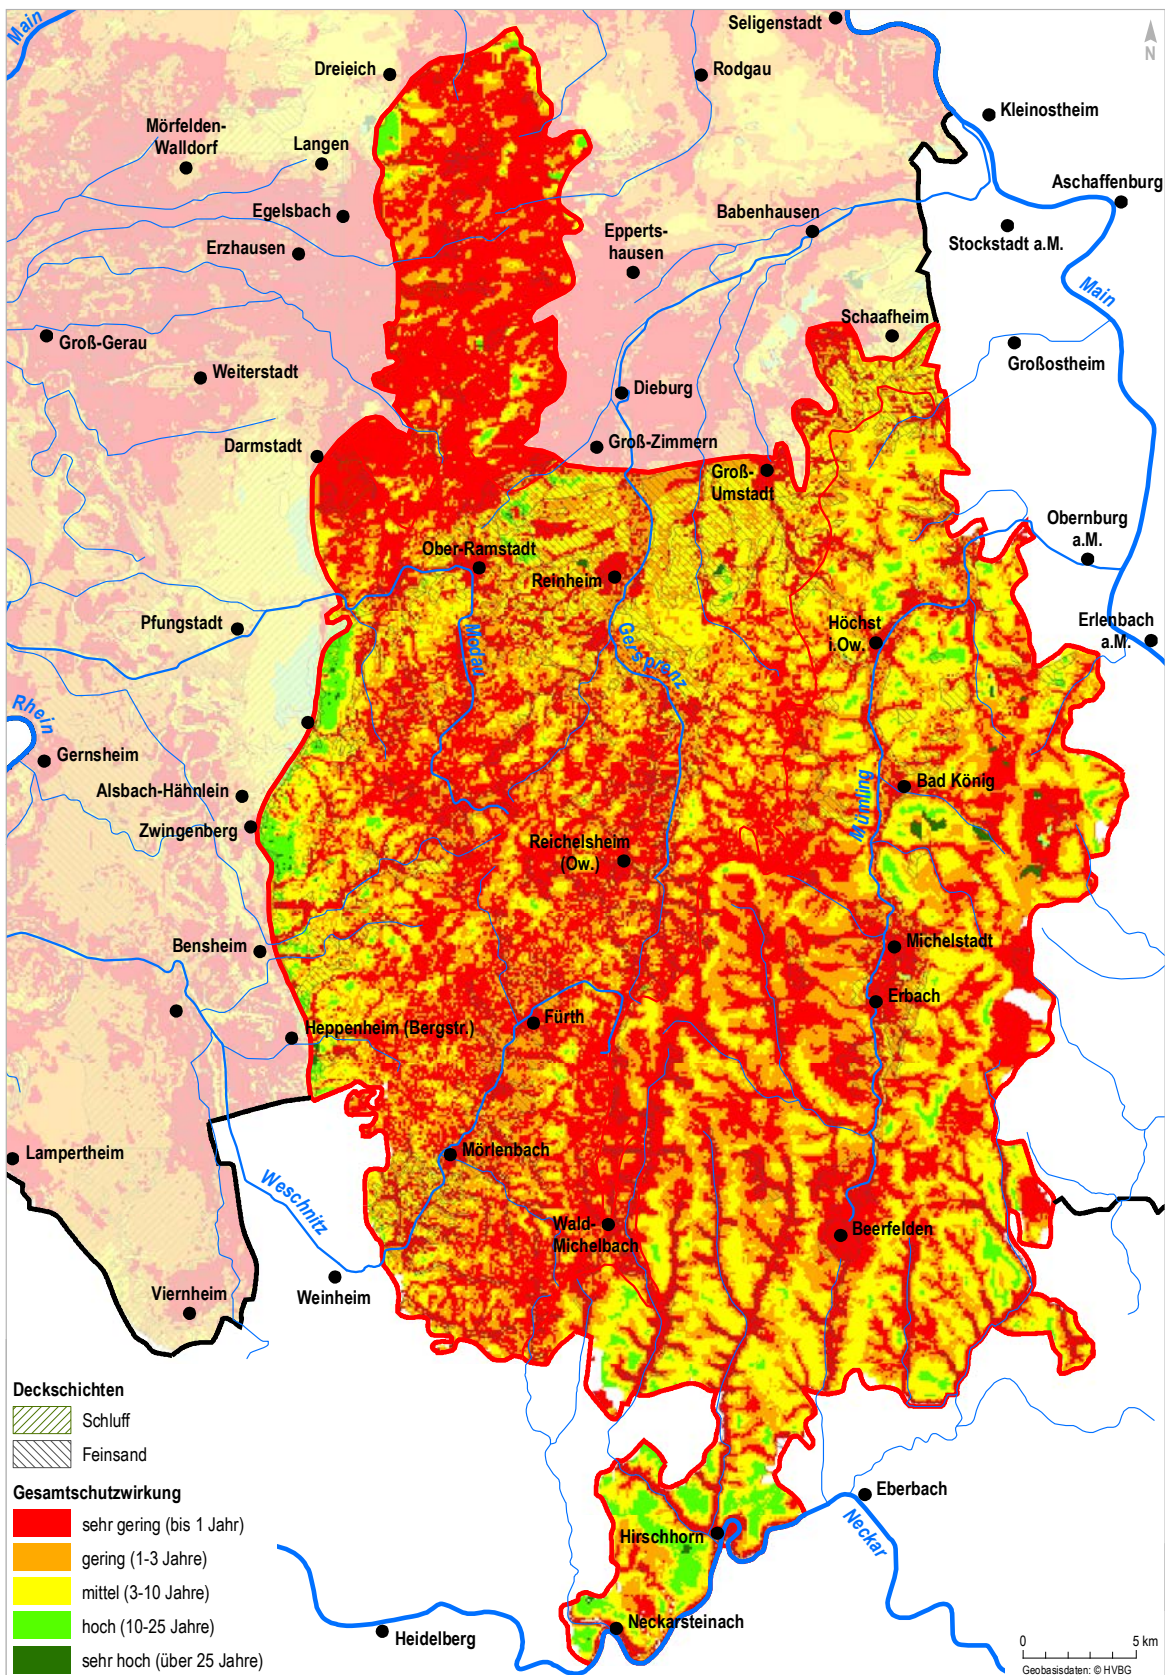 Main
Seligenstadt
N
Dreieich
Rodgau
Kleinostheim
Mörfelden-
Walldorf
Langen
Aschaffenburg
Egelsbach
Babenhausen
Stockstadt a.M.
Erzhausen
Epperts-
hausen
Main
Schaafheim
Groß-Gerau
Großostheim
Weiterstadt
Dieburg
Darmstadt
Groß-Zimmern
Groß-
Umstadt
Obernburg
a.M.
Ober-Ramstadt
Reinheim
Pfungstadt
Modau
Gersprenz
Höchst
i.Ow.
Erlenbach
a.M.
Rhein
Gernsheim
Alsbach-Hähnlein
Bad König
Mümling
Zwingenberg
Reichelsheim
(Ow.)
Bensheim
Michelstadt
Erbach
Heppenheim (Bergstr.)
Fürth
Lampertheim
Mörlenbach
Weschnitz
Wald-
Michelbach
Beerfelden
Viernheim
Weinheim
Deckschichten
Schluff
Feinsand
Gesamtschutzwirkung
sehr gering (bis 1 Jahr)
gering (1-3 Jahre)
mittel (3-10 Jahre)
hoch (10-25 Jahre)
sehr hoch (über 25 Jahre)
Eberbach
Neckar
Hirschhorn
Neckarsteinach
Heidelberg
0 5 km
Geobasisdaten: © HVBG